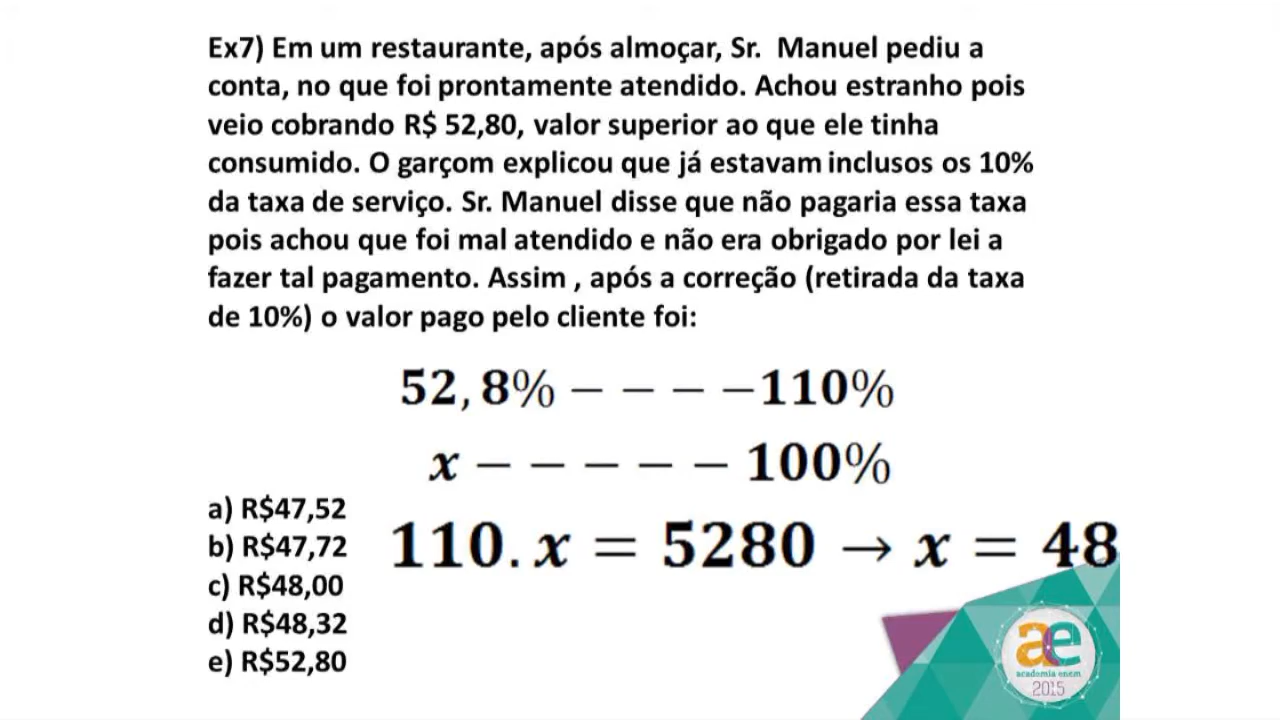 Ex7) Em um restaurante, após almoçar, Sr. Manuel pediu a
conta, no que foi prontamente atendido. Achou estranho pois
veio cobrando R$ 52,80, valor superior ao que ele tinha
consumido. O garçom explicou que já estavam inclusos os 10%
da taxa de serviço. Sr. Manuel disse que não pagaria essa taxa
pois achou que foi mal atendido e não era obrigado por lei a
fazer tal pagamento. Assim , após a correção (retirada da taxa
de 10%) o valor pago pelo cliente foi:
52,8% − − − −110%
x − − − − − 100%
110. x = 5280 → x = 48
a) R$47,52
b) R$47,72
c) R$48,00
d) R$48,32
e) R$52,80
ae
academia enem
2015